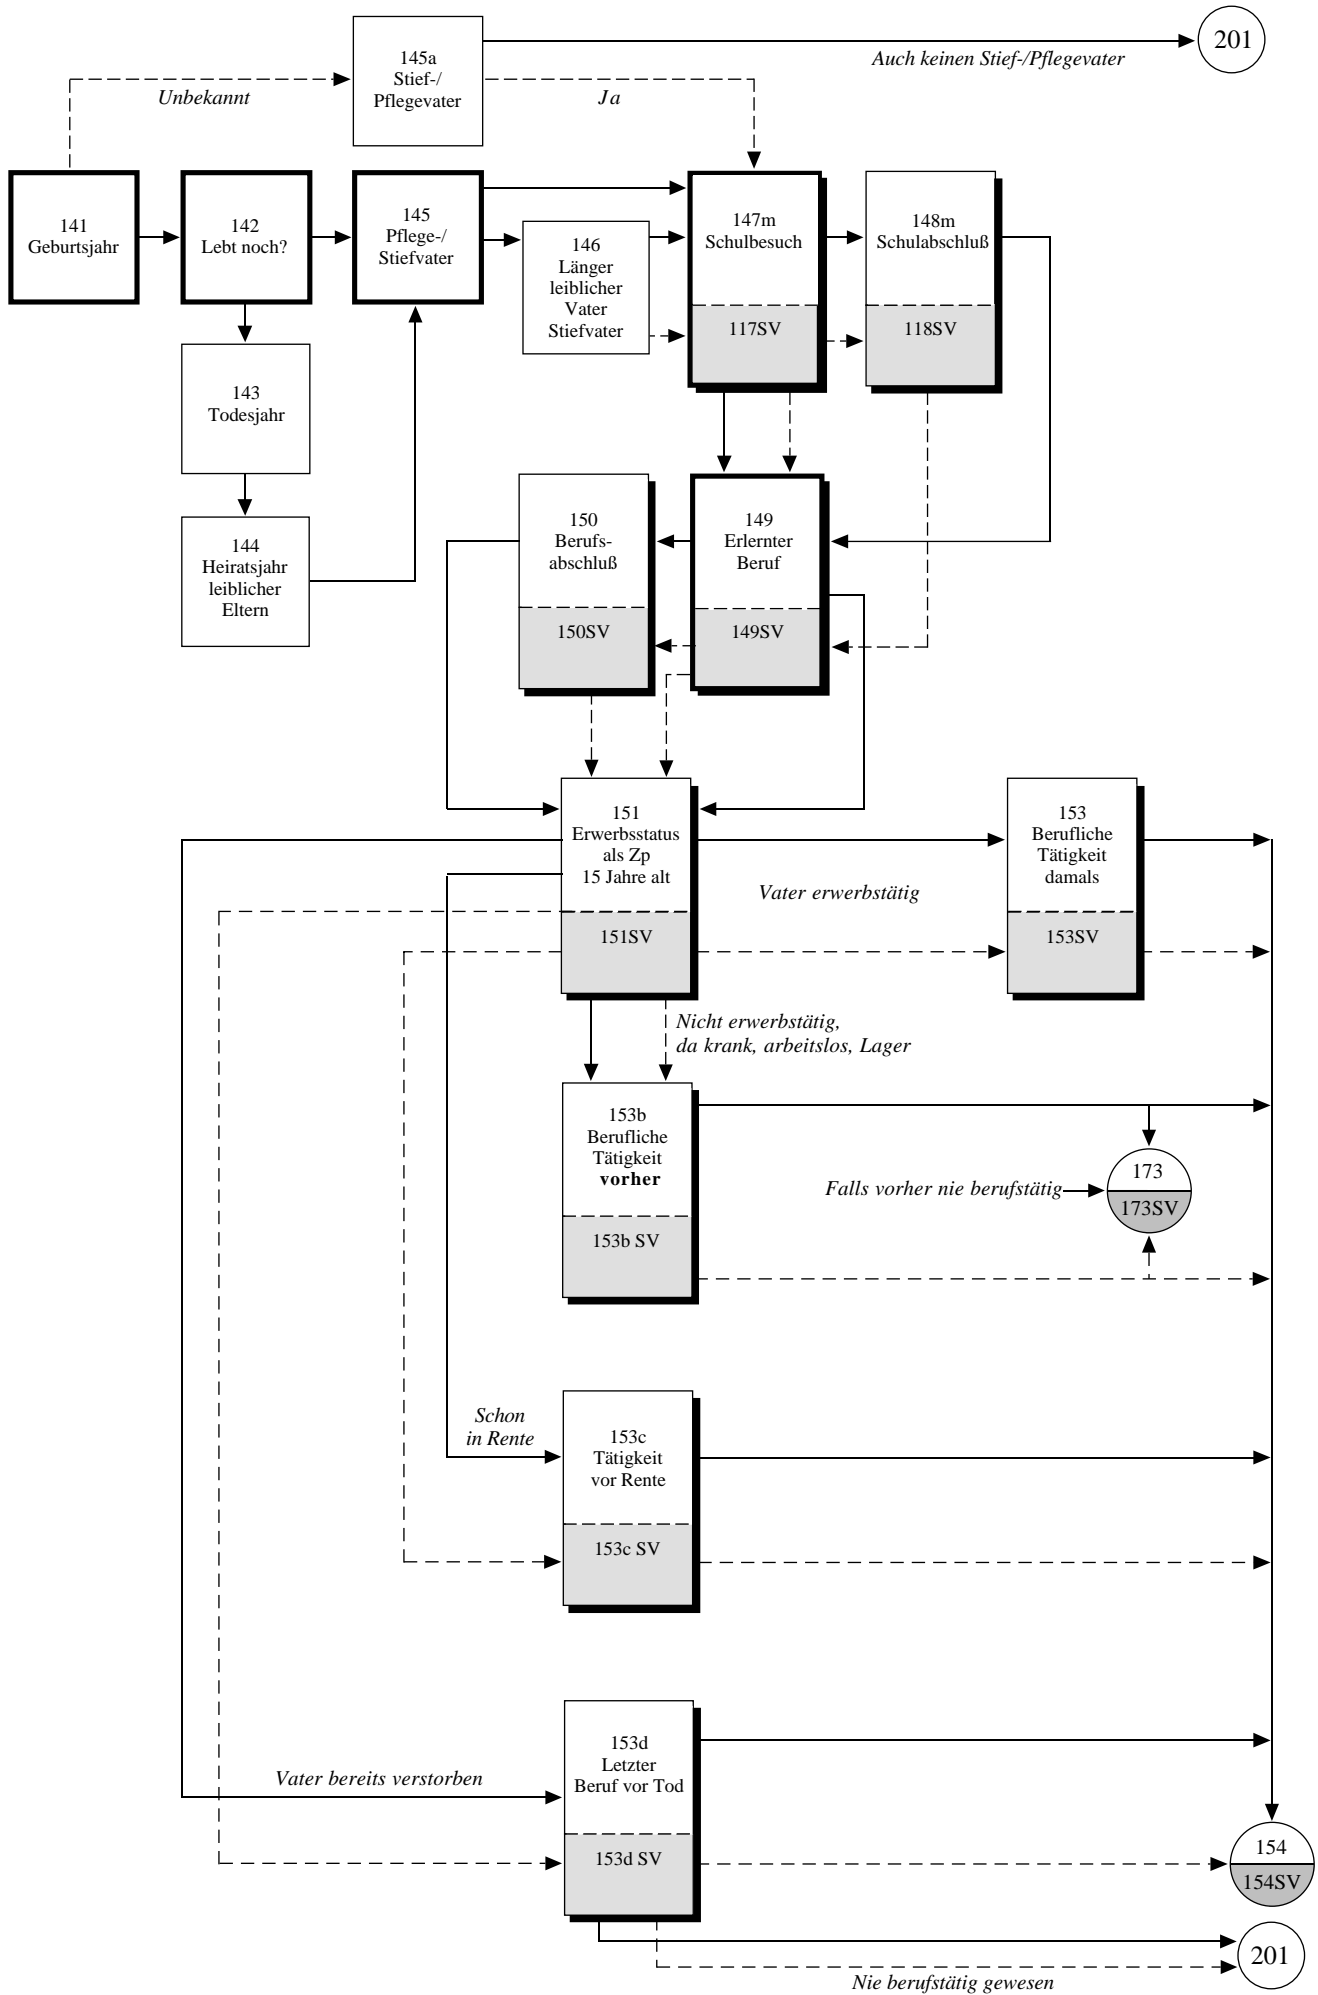 145a
Stief-/
Pflegevater
201
Auch keinen Stief-/Pflegevater
Unbekannt
Ja
141
Geburtsjahr
142
Lebt noch?
145
Pflege-/
Stiefvater
146
Länger
leiblicher
Vater
Stiefvater
147m
Schulbesuch
117SV
148m
Schulabschluß
118SV
143
Todesjahr
144
Heiratsjahr
leiblicher
Eltern
150
Berufs-
abschluß
150SV
149
Erlernter
Beruf
149SV
151
Erwerbsstatus
als Zp
15 Jahre alt
151SV
Vater erwerbstätig
153
Berufliche
Tätigkeit
damals
153SV
Nicht erwerbstätig,
da krank, arbeitslos, Lager
153b
Berufliche
Tätigkeit
vorher
153b SV
Falls vorher nie berufstätig
173
173SV
Schon
in Rente
153c
Tätigkeit
vor Rente
153c SV
Vater bereits verstorben
153d
Letzter
Beruf vor Tod
153d SV
154
154SV
201
Nie berufstätig gewesen